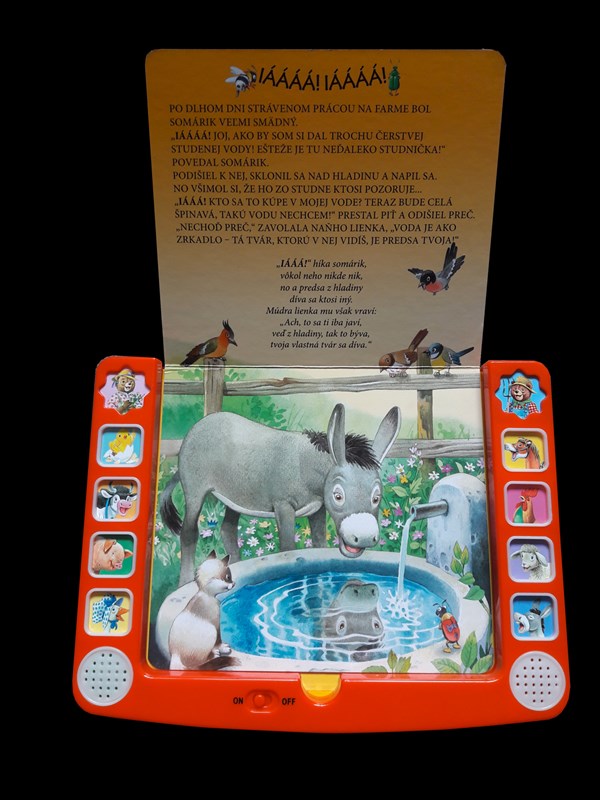 IÁÁÁÁ! IÁÁÁÁ!
PO DLHOM DNI STRÁVENOM PRÁCOU NA FARME BOL
SOMÁRIK VEĽMI SMÄDNÝ.
„IÁÁÁÁ! JOJ, AKO BY SOM SI DAL TROCHU ČERSTVEJ
STUDENEJ VODY! EŠTEŽE JE TU NEĎALEKO STUDNIČKA!“
POVEDAL SOMÁRIK.
PODIŠIEL K NEJ, SKLONIL SA NAD HLADINU A NAPIL SA.
NO VŠIMOL SI, ŽE HO ZO STUDNE KTOSI POZORUJE...
„IÁÁÁ! KTO SA TO KÚPE V MOJEJ VODE? TERAZ BUDE CELÁ
ŠPINAVÁ, TAKÚ VODU NECHCEM!“ PRESTAL PIŤ A ODIŠIEL PREČ.
„NECHOĎ PREČ,“ ZAVOLALA NAŇHO LIENKA, „VODA JE AKO
ZRKADLO – TÁ TVÁR, KTORÚ V NEJ VIDÍŠ, JE PREDSA TVOJA!“
„IÁÁÁ!“ híka somárik,
vôkol neho nikde nik,
no a predsa z hladiny
díva sa ktosi iný.
Múdra lienka mu však vraví:
„Ach, to sa ti iba javí,
veď z hladiny, tak to býva,
tvoja vlastná tvár sa díva.“
ON OFF